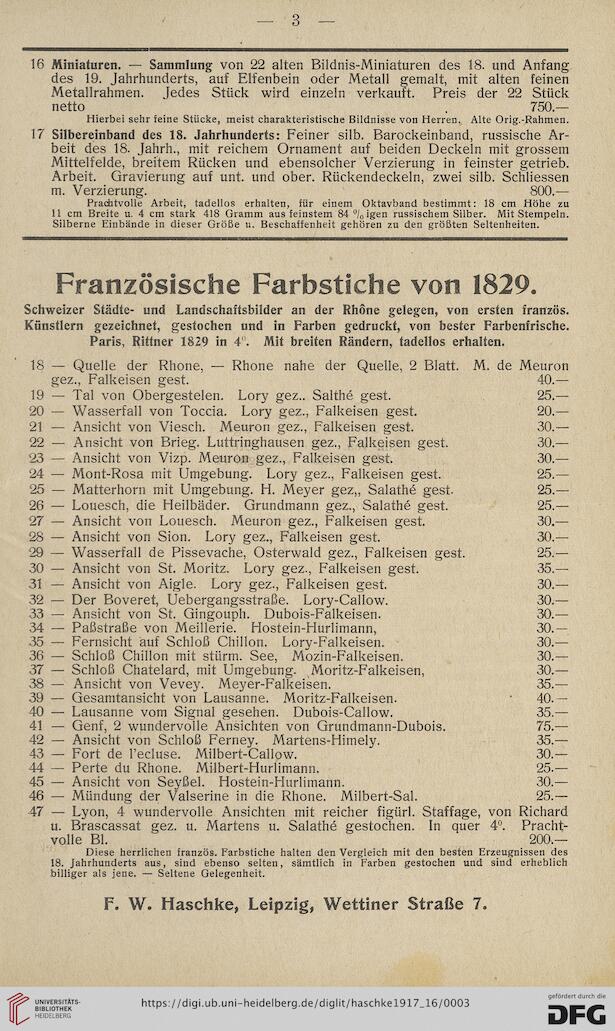 — 3 —
16 Miniaturen. — Sammlung von 22 alten Bildnis-Miniaturen des 18. und Anfang
des 19. Jahrhunderts, auf Elfenbein oder Metall gemalt, mit alten feinen
Metallrahmen. Jedes Stück wird einzeln verkauft. Preis der 22 Stück
netto 750.—
Hierbei sehr feine Stücke, meist charakteristische Bildnisse von Herren. Alte Orig.-Rahmen.
17 Silbereinband des 18. Jahrhunderts: Feiner silb. Barockeinband, russische Ar-
beit des 18. Jahrh., mit reichem Ornament auf beiden Deckeln mit grossem
Mittelfelde, breitem Rücken und ebensolcher Verzierung in feinster getrieb.
Arbeit. Gravierung auf unt. und ober. Rückendeckeln, zwei silb. Schliessen
m. Verzierung. 800.—
Prachtvolle Arbeit, tadellos erhalten, für einem Oktavband bestimmt: 18 cm Höhe zu
11 cm Breite u. 4 cm stark 418 Gramm aus feinstem 84 %igen russischem Silber. Mit Stempeln.
Silberne Einbände in dieser Größe u. Beschaffenheit gehören zu den größten Seltenheiten.
Französische Farbstiche von 1829.
Schweizer Städte- und Landschaftsbilder an der Rhône gelegen, von ersten französ.
Künstlern gezeichnet, gestochen und in Farben gedruckt, von bester Farbenfrische.
Paris, Rittner 1829 in 4°. Mit breiten Rändern, tadellos erhalten.
18 — Quelle der Rhone, — Rhone nahe der Quelle, 2 Blatt. M. de Meuron
gez., Falkeisen gest. 40.—
19 — Tal von Obergestelen. Lory gez.. Salthé gest. 25.—
20 — Wasserfall von Toccia. Lory gez., Falkeisen gest. 20.—
21 — Ansicht von Viesch. Meuron gez., Falkeisen gest. 30.—
22 — Ansicht von Brieg. Luttringhausen gez., Falkeisen gest. 30.—
23 — Ansicht von Vizp. Meuron gez., Falkeisen gest. 30.—
24 — Mont-Rosa mit Umgebung. Lory gez., Falkeisen gest. 25.—
25 — Matterhorn mit Umgebung. H. Meyer gez,, Salathé gest. 25.—
26 — Louesch, die Heilbäder. Grundmann gez., Salathé gest. 25.—
27 — Ansicht von Louesch. Meuron gez., Falkeisen gest. 30.—
28 — Ansicht von Sion. Lory gez., Falkeisen gest. 30.—
29 — Wasserfall de Pissevache, Osterwald gez., Falkeisen gest. 25.—
30 — Ansicht von St. Moritz. Lory gez., Falkeisen gest. 35.—
31 — Ansicht von Aigle. Lory gez., Falkeisen gest. 30.—
32 — Der Boveret, Uebergangsstraße. Lory-Callow. 30.—
33 — Ansicht von St. Gingouph. Dubois-Falkeisen. 30.—
34 — Paßstraße von Meillerie. Hostein-Hurlimann, 30.—
35 — Fernsicht auf Schloß Chillon. Lory-Falkeisen. 30.—
36 — Schloß Chillon mit stürm. See, Mozin-Falkeisen. 30.—
37 — Schloß Chatelard, mit Umgebung. Moritz-Falkeisen, 30.—
38 — Ansicht von Vevey. Meyer-Falkeisen. 35.—
39 — Gesamtansicht von Lausanne. Moritz-Falkeisen. 40.—
40 — Lausanne vom Signal gesehen. Dubois-Callow. 35.—
41 — Genf, 2 wundervolle Ansichten von Grundmann-Dubois. 75.—
42 — Ansicht von Schloß Ferney. Martens-Himely. 35.—
43 — Fort de l'ecluse. Milbert-Callow. 30.—
44 — Perte du Rhone. Milbert-Hurlimann. 25.—
45 — Ansicht von Seyßel. Hostein-Hurlimann. 30.—
46 — Mündung der Valserine in die Rhone. Milbert-Sal. 25.—
47 — Lyon, 4 wundervolle Ansichten mit reicher figürl. Staffage, von Richard
u. Brascassat gez. u. Martens u. Salathé gestochen. In quer 4°. Pracht-
volle Bl. 200.—
Diese herrlichen französ. Farbstiche halten den Vergleich mit den besten Erzeugnissen des
18. Jahrhunderts aus, sind ebenso selten, sämtlich in Farben gestochen und sind erheblich
billiger als jene. — Seltene Gelegenheit.
F. W. Haschke, Leipzig, Wettiner Straße 7.
UNIVERSITÄTS-
BIBLIOTHEK
HEIDELBERG
https://digi.ub.uni-heidelberg.de/diglit/haschke1917_16/0003
gefördert durch die
DFG